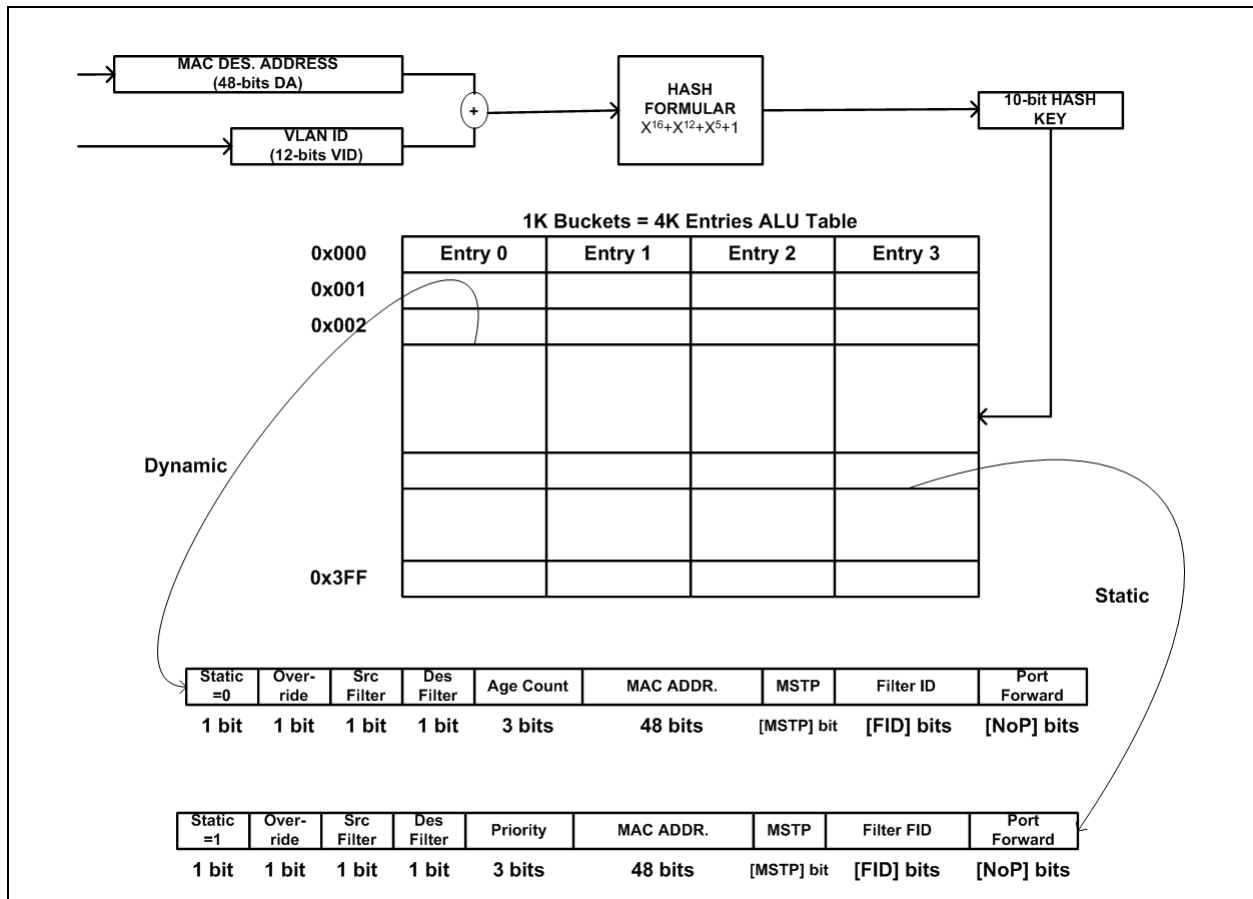 MAC DES. ADDRESS
(48-bits DA)
VLAN ID
(12-bits VID)
+
HASH
FORMULAR
X¹⁶+X¹²+X⁵+1
10-bit HASH
KEY
1K Buckets = 4K Entries ALU Table
0x000 Entry 0 Entry 1 Entry 2 Entry 3
0x001
0x002
Dynamic
0x3FF
Static
Static
=0
Over-
ride
Src
Filter
Des
Filter
Age Count
MAC ADDR.
MSTP
Filter ID
Port
Forward
1 bit 1 bit 1 bit 1 bit 3 bits 48 bits [MSTP] bit [FID] bits [NoP] bits
Static
=1
Over-
ride
Src
Filter
Des
Filter
Priority
MAC ADDR.
MSTP
Filter FID
Port
Forward
1 bit 1 bit 1 bit 1 bit 3 bits 48 bits [MSTP] bit [FID] bits [NoP] bits